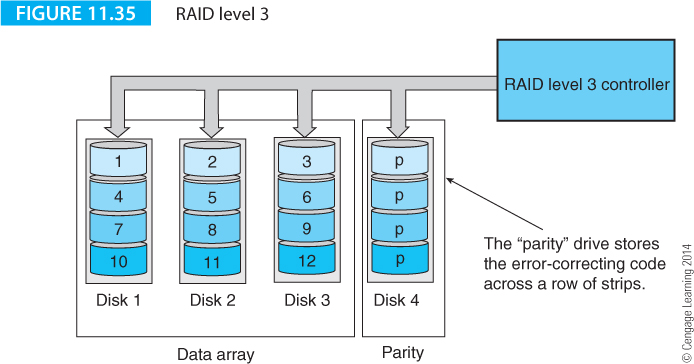 FIGURE 11.35 RAID level 3
RAID level 3 controller
1 2 3 p
4 5 6 p
7 8 9 p
10 11 12 p
Disk 1 Disk 2 Disk 3 Disk 4
The “parity” drive stores
the error-correcting code
across a row of strips.
Data array Parity
© Cengage Learning 2014